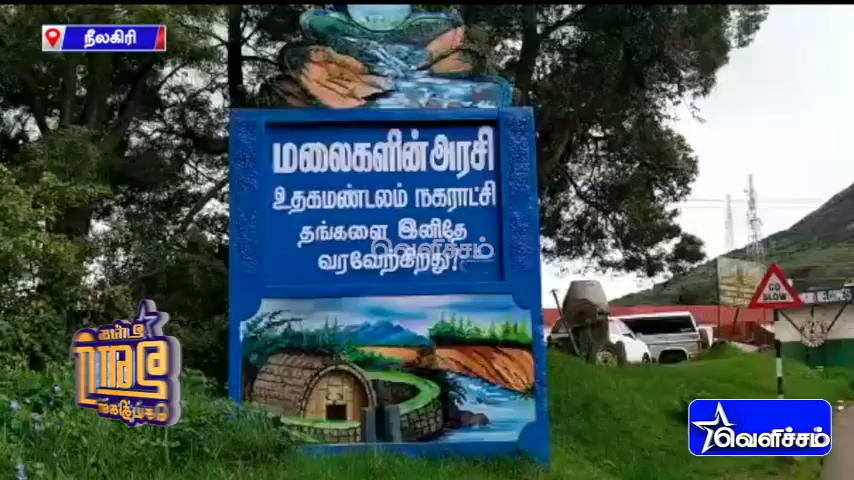 நீலகிரி
மலைகளின் அரசி
உதகமண்டலம் நகராட்சி
தங்களை இனிதே
வெளிச்சம்
வரவேற்கிறது!
GO
SLOW
WELCOMES
வெளிச்சம்